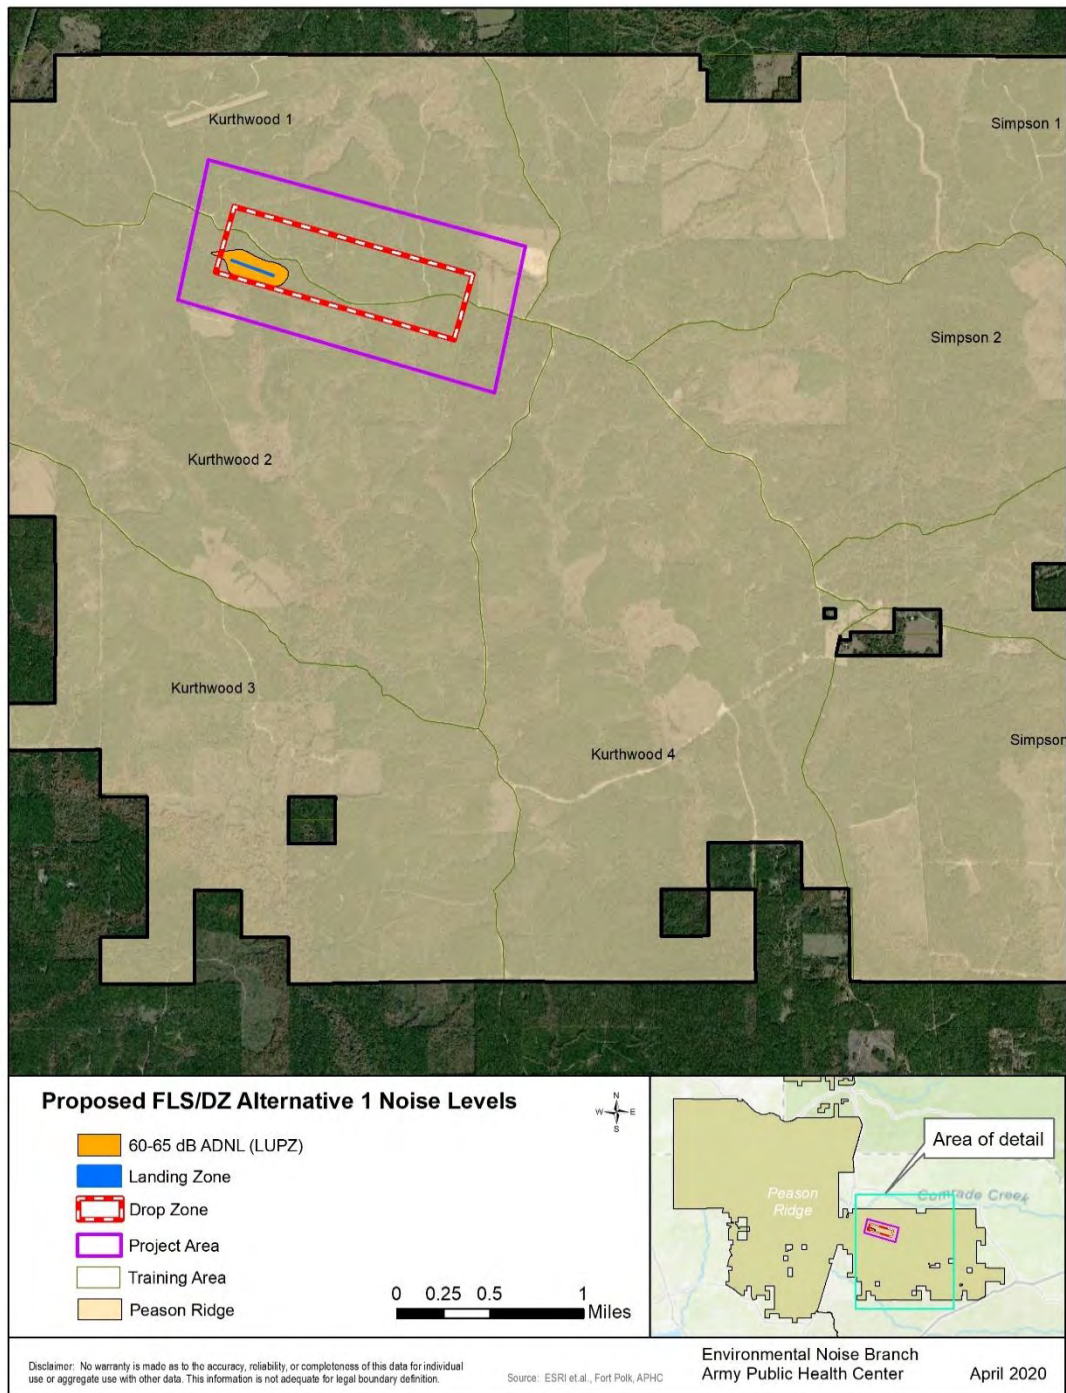 Kurthwood 1
Simpson 1
Simpson 2
Kurthwood 2
Kurthwood 3
Simpson
Kurthwood 4
Proposed FLS/DZ Alternative 1 Noise Levels
N
W E
S
60-65 dB ADNL (LUPZ)
Landing Zone
Drop Zone
Project Area
Training Area
Peason Ridge
0 0.25 0.5 1
Miles
Area of detail
Peason
Ridge
Comrade Creek
Disclaimer: No warranty is made as to the accuracy, reliability, or completeness of this data for individual
use or aggregate use with other data. This information is not adequate for legal boundary definition.
Source: ESRI et.al., Fort Polk, APHC
Environmental Noise Branch
Army Public Health Center
April 2020